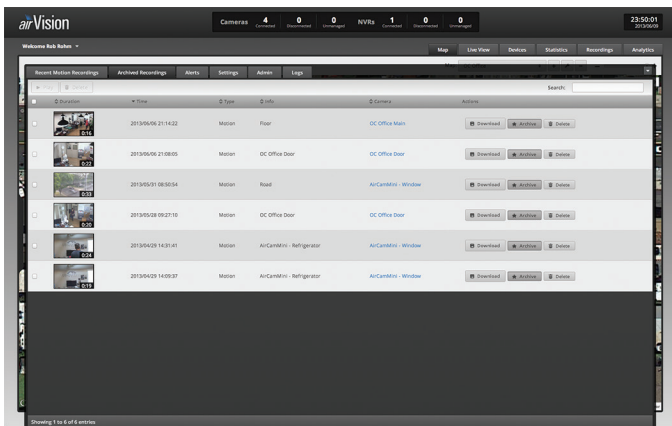 airVision
Cameras 4 Connected 0 Disconnected 0 Unmanaged NVRs 1 Connected 0 Disconnected 0 Unmanaged
23:50:01
2013/06/09
Welcome Rob Rohm
Map Live View Devices Statistics Recordings Analytics
Recent Motion Recordings Archived Recordings Alerts Settings Admin Logs
Play Delete Search:
Duration Time Type Info Camera Actions
0:16 2013/06/06 21:14:22 Motion Floor OC Office Main Download Archive Delete
0:22 2013/06/06 21:08:05 Motion OC Office Door OC Office Door Download Archive Delete
0:33 2013/05/31 08:50:54 Motion Road AirCamMini - Window Download Archive Delete
0:20 2013/05/28 09:27:10 Motion OC Office Door OC Office Door Download Archive Delete
0:24 2013/04/29 14:31:41 Motion AirCamMini - Refrigerator AirCamMini - Window Download Archive Delete
0:19 2013/04/29 14:09:37 Motion AirCamMini - Refrigerator AirCamMini - Window Download Archive Delete
Showing 1 to 6 of 6 entries